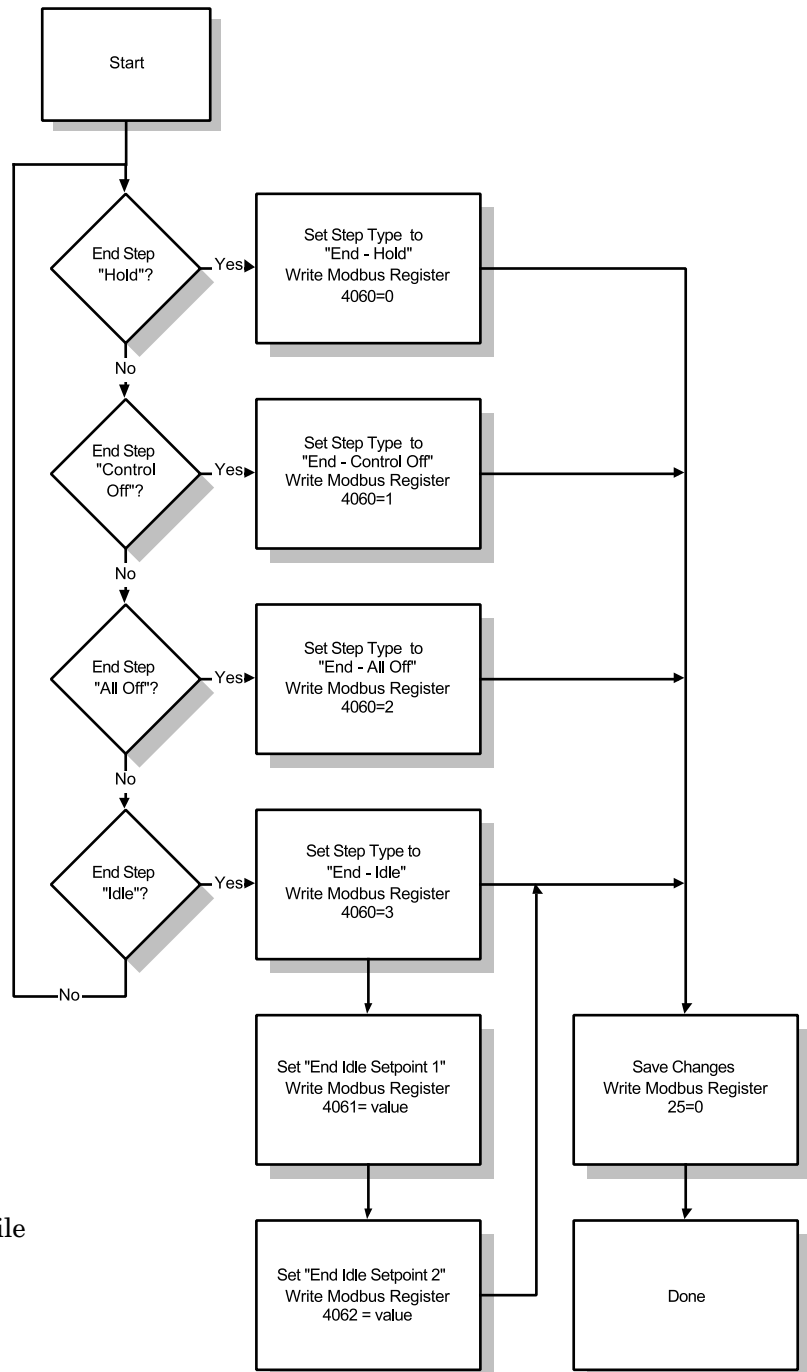 Start
End Step
"Hold"?
Yes
Set Step Type to
"End - Hold"
Write Modbus Register
4060=0
No
End Step
"Control
Off"?
Yes
Set Step Type to
"End - Control Off"
Write Modbus Register
4060=1
No
End Step
"All Off"?
Yes
Set Step Type to
"End - All Off"
Write Modbus Register
4060=2
No
End Step
"Idle"?
Yes
Set Step Type to
"End - Idle"
Write Modbus Register
4060=3
No
Set "End Idle Setpoint 1"
Write Modbus Register
4061= value
Save Changes
Write Modbus Register
25=0
ile
Set "End Idle Setpoint 2"
Write Modbus Register
4062 = value
Done